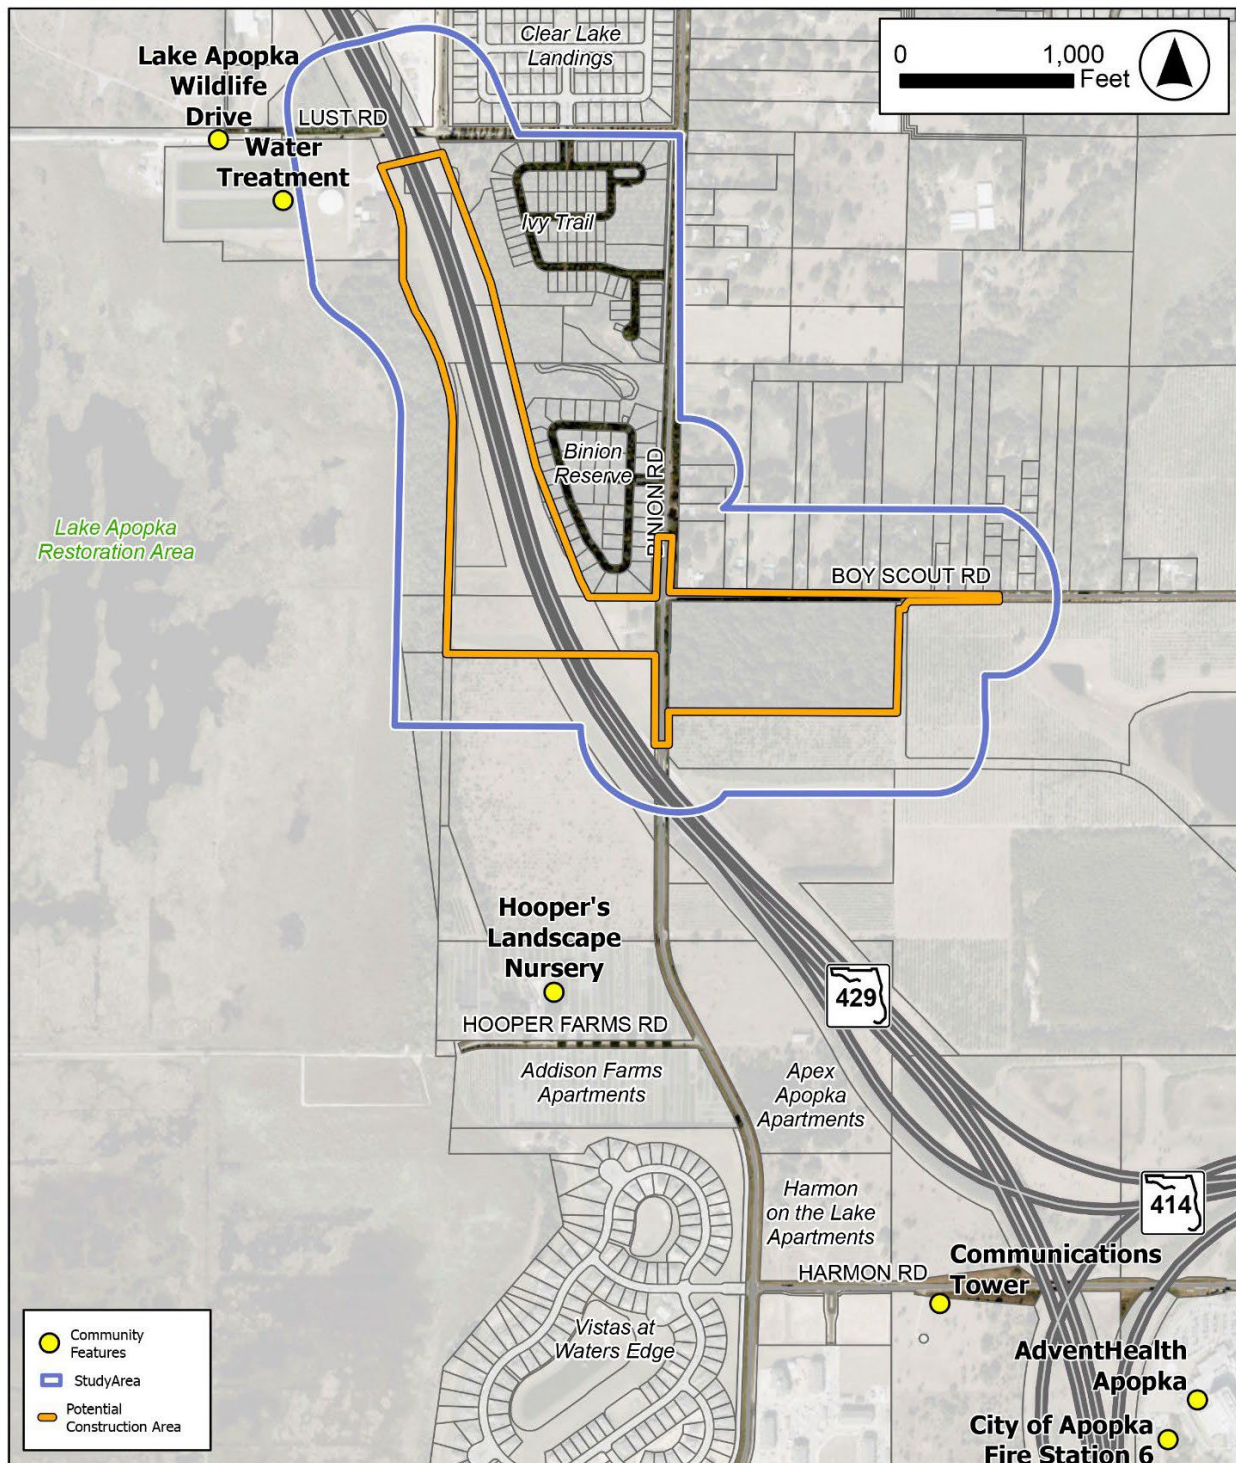 Clear Lake
Landings
0 1,000
Feet
Lake Apopka
Wildlife
Drive
LUST RD
Water
Treatment
Ivy Trail
Binion
Reserve
BINION RD
Lake Apopka
Restoration Area
BOY SCOUT RD
Hooper's
Landscape
Nursery
429
HOOPER FARMS RD
Addison Farms
Apartments
Apex
Apopka
Apartments
Harmon
on the Lake
Apartments
414
Communications
Tower
HARMON RD
Vistas at
Waters Edge
AdventHealth
Apopka
City of Apopka
Fire Station 6
Community
Features
StudyArea
Potential
Construction Area